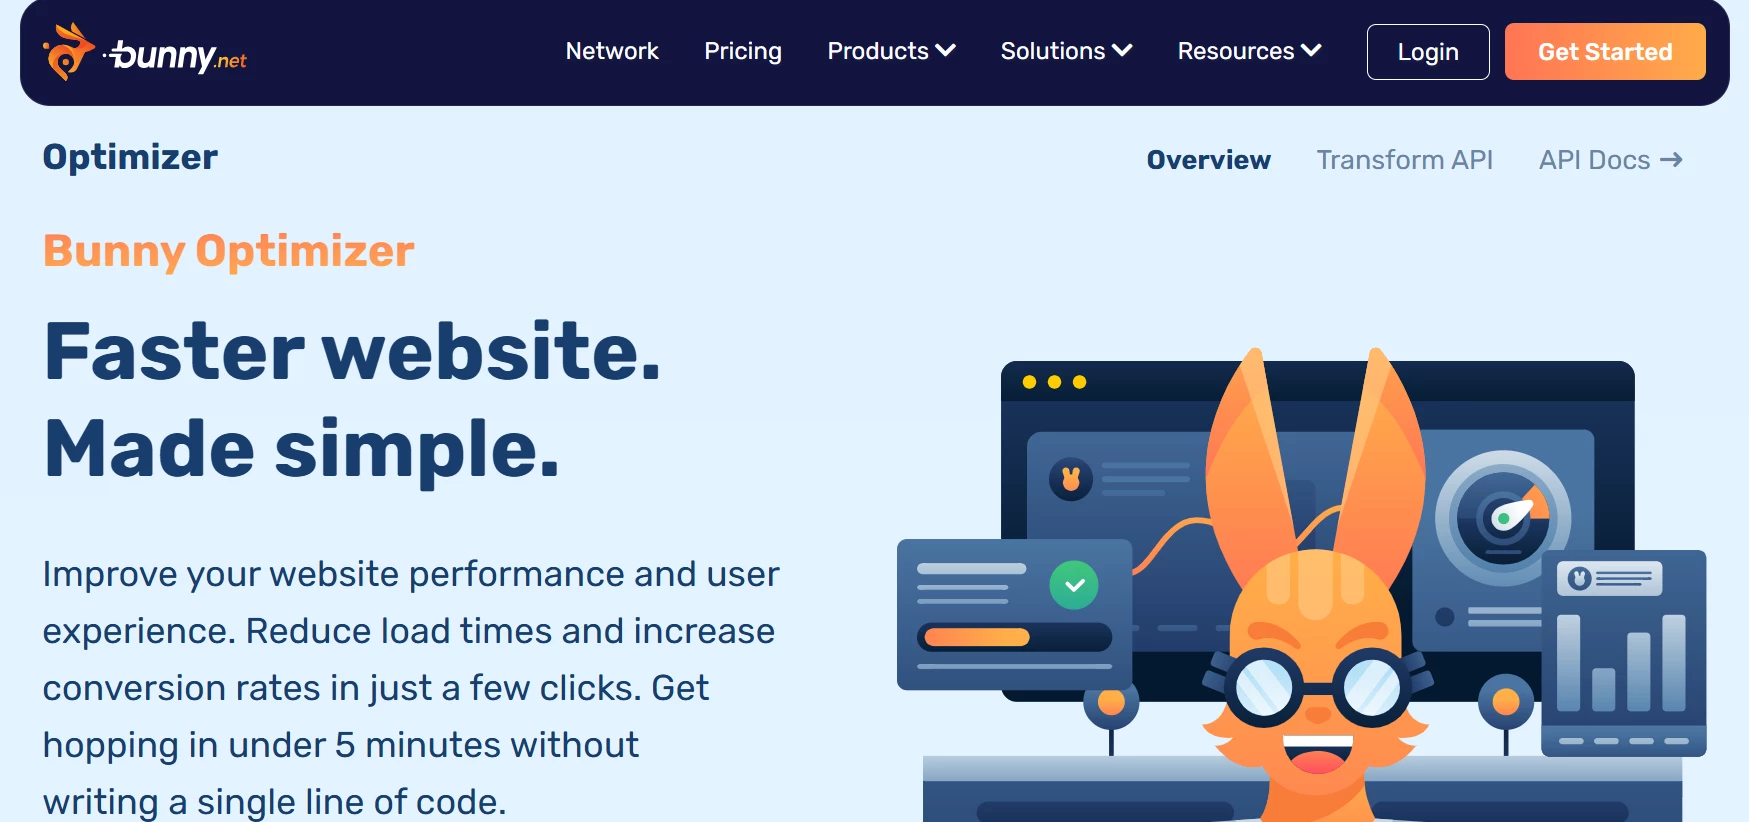 bunny.net
Network Pricing Products Solutions Resources Login Get Started
Optimizer
Overview Transform API API Docs →
Bunny Optimizer
Faster website.
Made simple.
Improve your website performance and user
experience. Reduce load times and increase
conversion rates in just a few clicks. Get
hopping in under 5 minutes without
writing a single line of code.